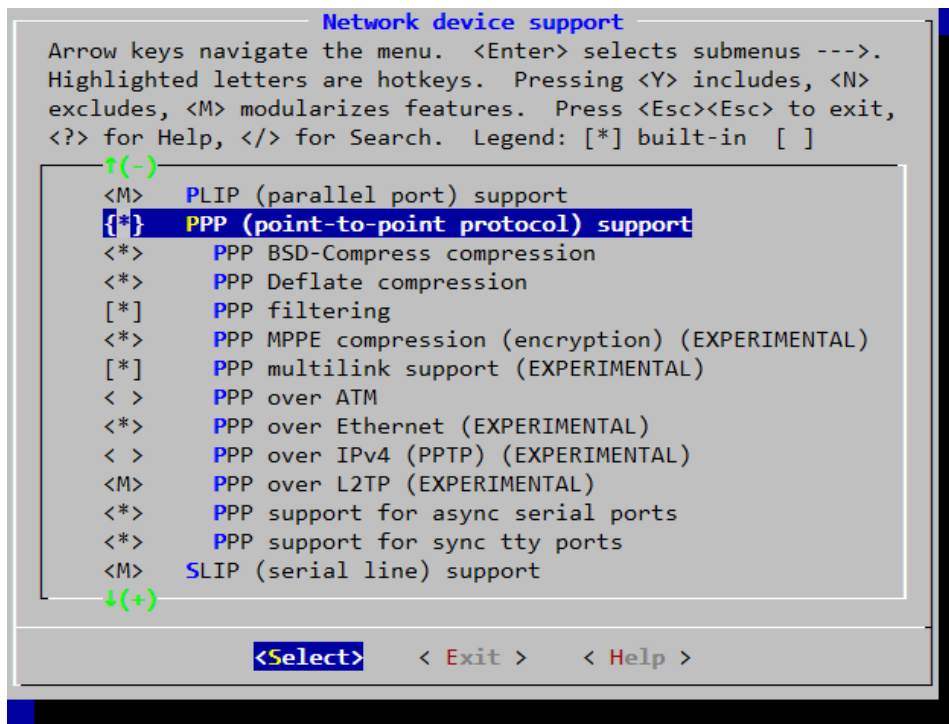 Network device support
Arrow keys navigate the menu.  <Enter> selects submenus --->.
Highlighted letters are hotkeys.  Pressing <Y> includes, <N>
excludes, <M> modularizes features.  Press <Esc><Esc> to exit,
<?> for Help, </> for Search.  Legend: [*] built-in  [ ]
↑(-)
<M>   PLIP (parallel port) support
{*}   PPP (point-to-point protocol) support
<*>     PPP BSD-Compress compression
<*>     PPP Deflate compression
[*]     PPP filtering
<*>     PPP MPPE compression (encryption) (EXPERIMENTAL)
[*]     PPP multilink support (EXPERIMENTAL)
< >     PPP over ATM
<*>     PPP over Ethernet (EXPERIMENTAL)
< >     PPP over IPv4 (PPTP) (EXPERIMENTAL)
<M>     PPP over L2TP (EXPERIMENTAL)
<*>     PPP support for async serial ports
<*>     PPP support for sync tty ports
<M>   SLIP (serial line) support
↓(+)
<Select>    < Exit >    < Help >